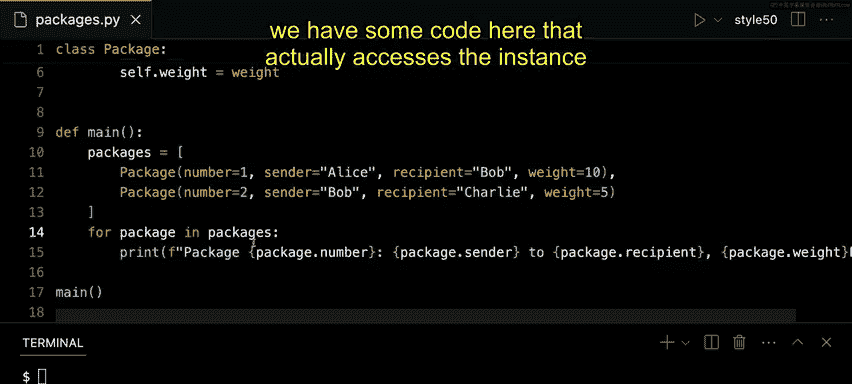 packages.py
style50
we have some code here that
actually accesses the instance
1 class Package:
6 self.weight = weight
7
8
9 def main():
10 packages = [
11 Package(number=1, sender="Alice", recipient="Bob", weight=10),
12 Package(number=2, sender="Bob", recipient="Charlie", weight=5)
13 ]
14 for package in packages:
15 print(f"Package {package.number}: {package.sender} to {package.recipient}, {package.weight}
16
17 main()
18
TERMINAL
$